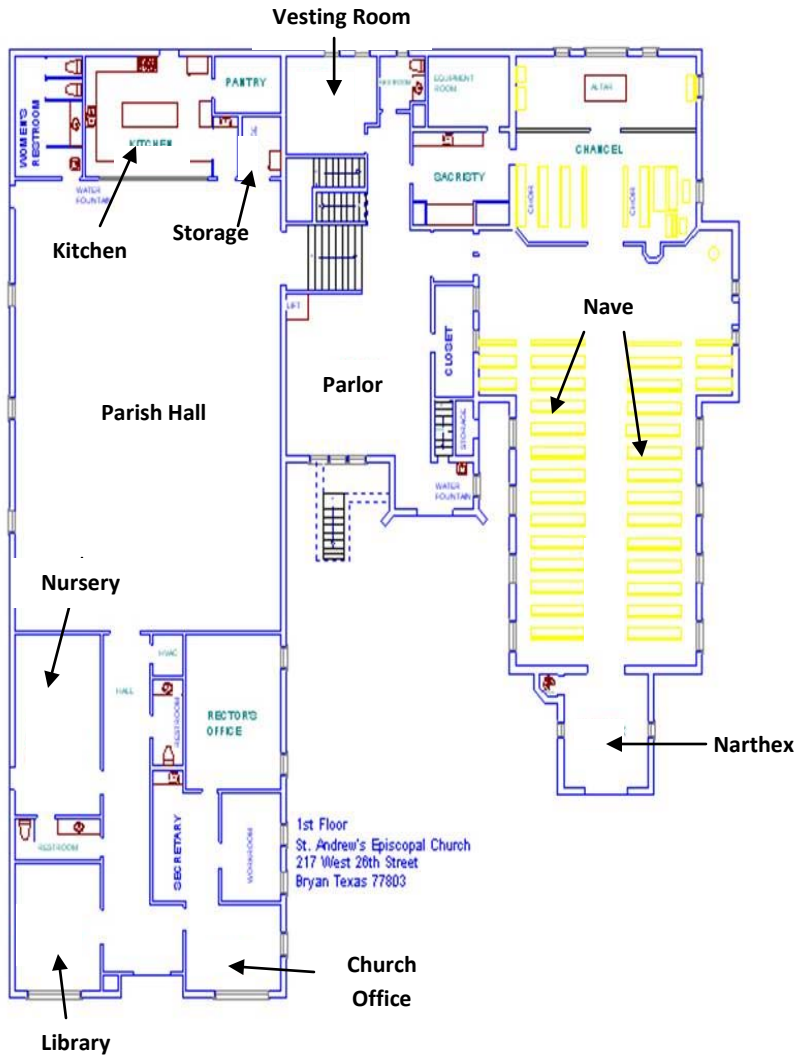 Vesting Room
PANTRY
EQUIPMENT
ROOM
ALTAR
WOMEN'S
RESTROOM
KITCHEN
CHANCEL
SACRISTY
WATER
FOUNTAIN
CHOIR
CHOIR
Kitchen
Storage
LIFT
Nave
CLOSET
Parlor
Parish Hall
STORAGE
WATER
FOUNTAIN
Nursery
HVAC
HALL
RESTROOM
RECTOR'S
OFFICE
Narthex
SECRETARY
WORKROOM
RESTROOM
1st Floor
St. Andrew's Episcopal Church
217 West 26th Street
Bryan Texas 77803
Church
Office
Library